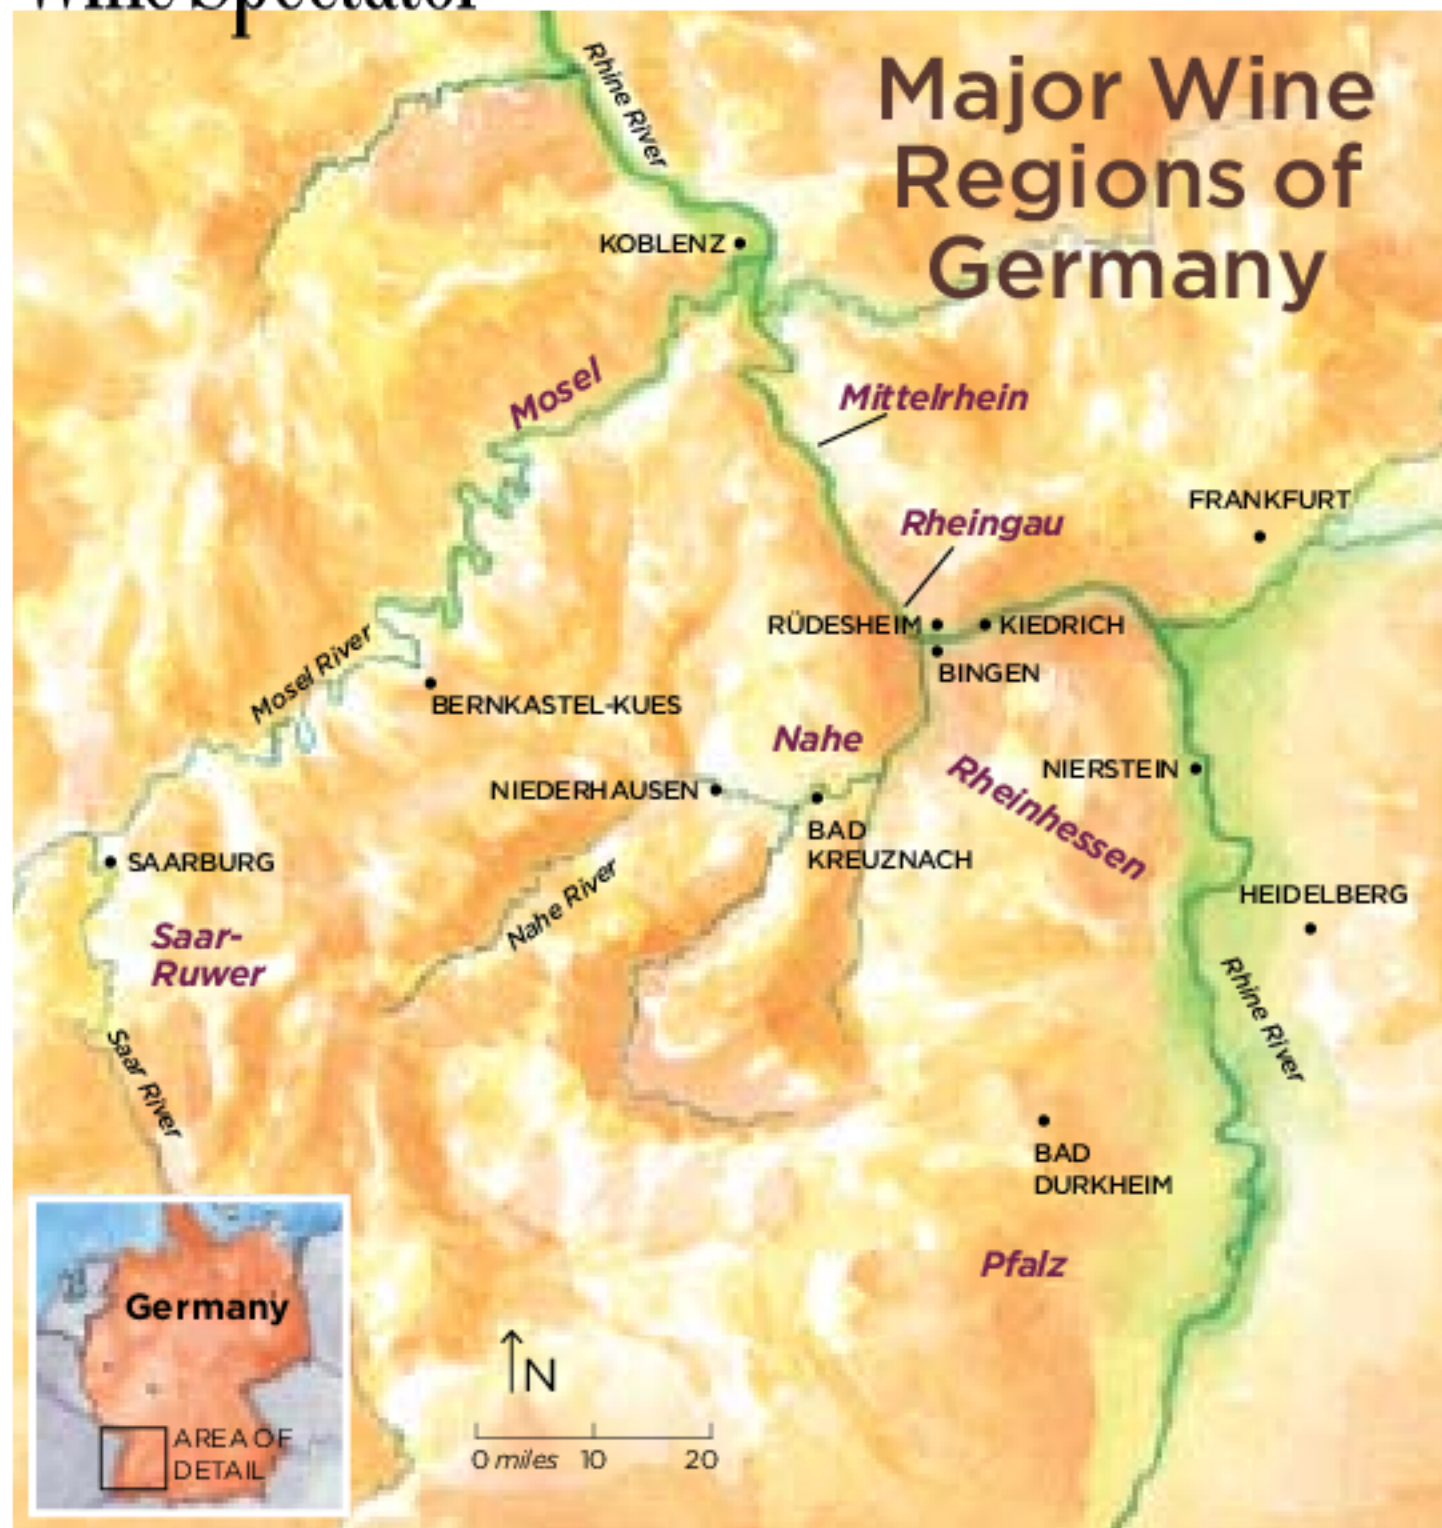 Wine Spectator
Major Wine
Regions of
Germany
Rhine River
KOBLENZ
Mosel
Mittelrhein
FRANKFURT
Rheingau
RÜDESHEIM
KIEDRICH
BINGEN
Mosel River
BERNKASTEL-KUES
Nahe
NIERSTEIN
Rheinhessen
NIEDERHAUSEN
BAD
KREUZNACH
SAARBURG
HEIDELBERG
Nahe River
Saar-
Ruwer
Rhine River
Saar River
BAD
DURKHEIM
Pfalz
Germany
AREA OF
DETAIL
N
0 miles 10 20